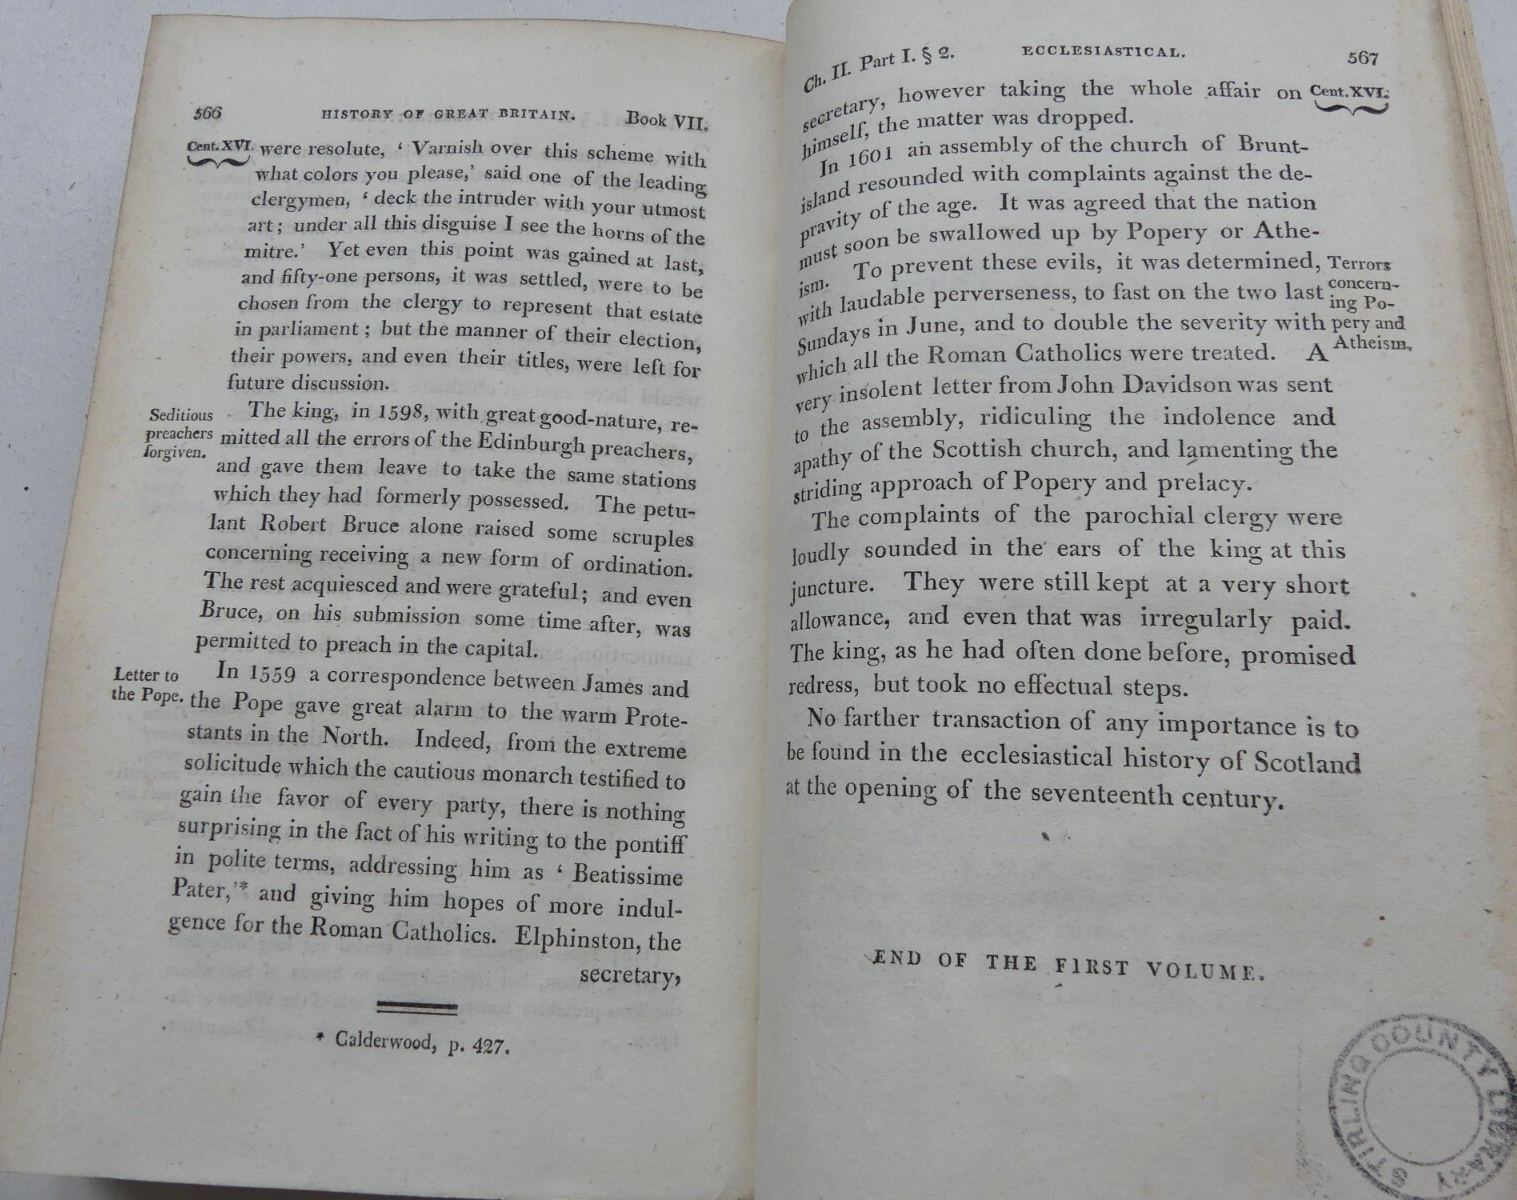 566 HISTORY OF GREAT BRITAIN. Book VII.
Cent. XVI. were resolute, ‘ Varnish over this scheme with
what colors you please,’ said one of the leading
clergymen, ‘ deck the intruder with your utmost
art ; under all this disguise I see the horns of the
mitre.’ Yet even this point was gained at last,
and fifty-one persons, it was settled, were to be
chosen from the clergy to represent that estate
in parliament ; but the manner of their election,
their powers, and even their titles, were left for
future discussion.
Seditious
preachers
forgiven.
The king, in 1598, with great good-nature, re-
mitted all the errors of the Edinburgh preachers,
and gave them leave to take the same stations
which they had formerly possessed. The petu-
lant Robert Bruce alone raised some scruples
concerning receiving a new form of ordination.
The rest acquiesced and were grateful ; and even
Bruce, on his submission some time after, was
permitted to preach in the capital.
Letter to
the Pope.
In 1559 a correspondence between James and
the Pope gave great alarm to the warm Prote-
stants in the North. Indeed, from the extreme
solicitude which the cautious monarch testified to
gain the favor of every party, there is nothing
surprising in the fact of his writing to the pontiff
in polite terms, addressing him as ‘ Beatissime
Pater,’* and giving him hopes of more indul-
gence for the Roman Catholics. Elphinston, the
secretary,
* Calderwood, p. 427.
Ch. II. Part I. § 2. ECCLESIASTICAL. 567
secretary, however taking the whole affair on Cent. XVI.
himself, the matter was dropped.
In 1601 an assembly of the church of Brunt-
island resounded with complaints against the de-
pravity of the age. It was agreed that the nation
must soon be swallowed up by Popery or Athe-
ism. To prevent these evils, it was determined,
with laudable perverseness, to fast on the two last
Sundays in June, and to double the severity with
which all the Roman Catholics were treated. A
very insolent letter from John Davidson was sent
to the assembly, ridiculing the indolence and
apathy of the Scottish church, and lamenting the
striding approach of Popery and prelacy.
Terrors
concern-
ing Po-
pery and
Atheism.
The complaints of the parochial clergy were
loudly sounded in the ears of the king at this
juncture. They were still kept at a very short
allowance, and even that was irregularly paid.
The king, as he had often done before, promised
redress, but took no effectual steps.
No farther transaction of any importance is to
be found in the ecclesiastical history of Scotland
at the opening of the seventeenth century.
END OF THE FIRST VOLUME.
STIRLING COUNTY LIBRARY